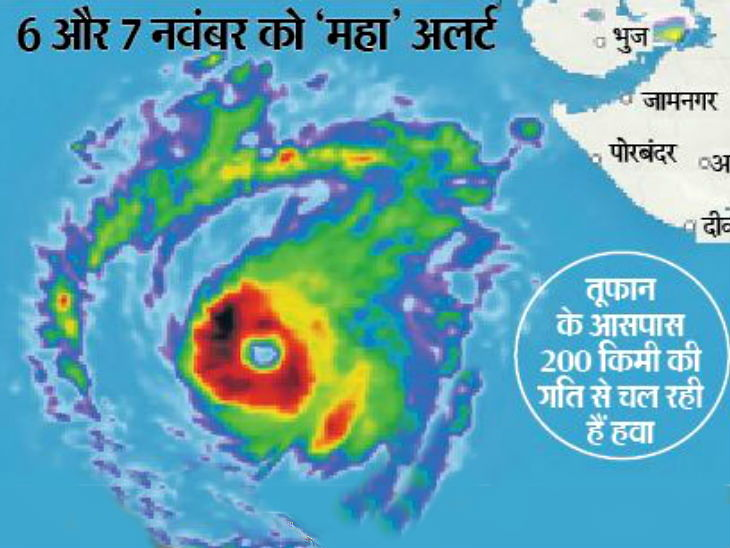 6 और 7 नवंबर को ‘महा’ अलर्ट
भुज
जामनगर
पोरबंदर
तूफान
के आसपास
200 किमी की
गति से चल रही
हैं हवा